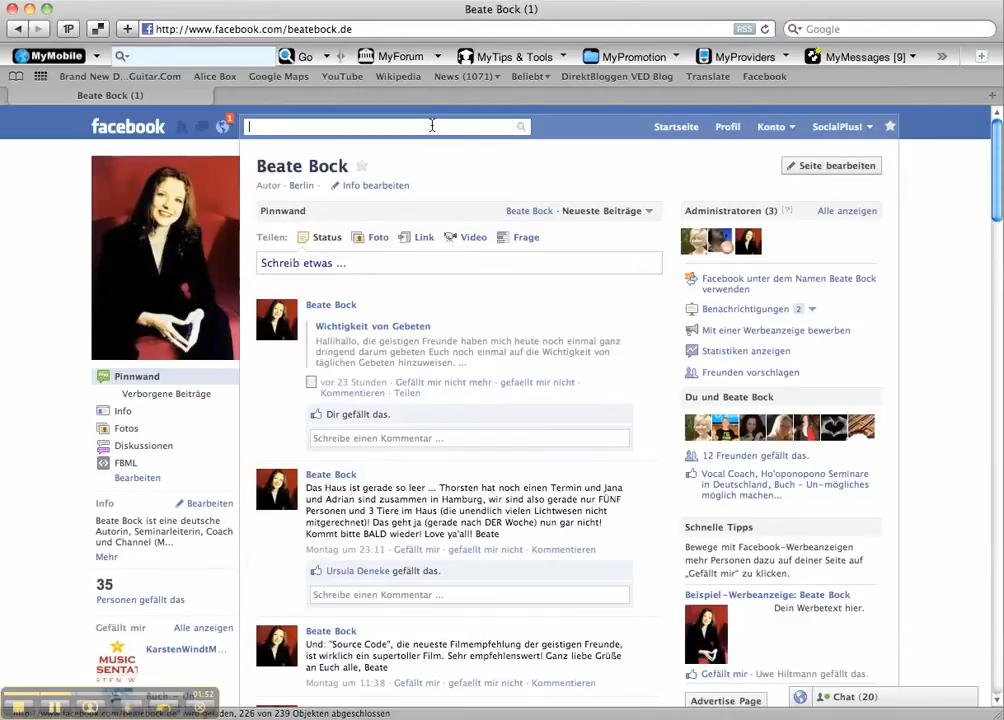 Beate Bock (1)
http://www.facebook.com/beatebock.de
RSS
Google
MyMobile
Go
MyForum
MyTips & Tools
MyPromotion
MyProviders
MyMessages [9]
Brand New D...Guitar.Com
Alice Box
Google Maps
YouTube
Wikipedia
News (1071)
Beliebt
DirektBloggen VED Blog
Translate
Facebook
Beate Bock (1)
facebook
1
Startseite
Profil
Konto
SocialPlus!
Beate Bock
Seite bearbeiten
Autor · Berlin · Info bearbeiten
Pinnwand
Beate Bock · Neueste Beiträge
Teilen: Status Foto Link Video Frage
Schreib etwas ...
Beate Bock
Wichtigkeit von Gebeten
Hallihallo, die geistigen Freunde haben mich heute noch einmal ganz
dringend darum gebeten Euch noch einmal auf die Wichtigkeit von
täglichen Gebeten hinzuweisen. ...
vor 23 Stunden · Gefällt mir nicht mehr · gefaellt mir nicht ·
Kommentieren · Teilen
Dir gefällt das.
Schreibe einen Kommentar ...
Beate Bock
Das Haus ist gerade so leer ... Thorsten hat noch einen Termin und Jana
und Adrian sind zusammen in Hamburg, wir sind also gerade nur FÜNF
Personen und 3 Tiere im Haus (die unendlich vielen Lichtwesen nicht
mitgerechnet)! Das geht ja (gerade nach DER Woche) nun gar nicht!
Kommt bitte BALD wieder! Love ya'all! Beate
Montag um 23:11 · Gefällt mir · gefaellt mir nicht · Kommentieren
Ursula Deneke gefällt das.
Schreibe einen Kommentar ...
Beate Bock
Und: "Source Code", die neueste Filmempfehlung der geistigen Freunde,
ist wirklich ein supertoller Film. Sehr empfehlenswert! Ganz liebe Grüße
an Euch alle, Beate
Montag um 11:38 · Gefällt mir · gefaellt mir nicht · Kommentieren
Pinnwand
Verborgene Beiträge
Info
Fotos
Diskussionen
FBML
Bearbeiten
Info
Bearbeiten
Beate Bock ist eine deutsche
Autorin, Seminarleiterin, Coach
und Channel (M...
Mehr
35
Personen gefällt das
Gefällt mir
Alle anzeigen
MUSIC
KarstenWindtM...
Administratoren (3) [?]
Alle anzeigen
Facebook unter dem Namen Beate Bock
verwenden
Benachrichtigungen 2
Mit einer Werbeanzeige bewerben
Statistiken anzeigen
Freunden vorschlagen
Du und Beate Bock
12 Freunden gefällt das.
Vocal Coach, Ho'oponopono Seminare
in Deutschland, Buch - Un-mögliches
möglich machen...
Schnelle Tipps
Bewege mit Facebook-Werbeanzeigen
mehr Personen dazu auf deiner Seite auf
„Gefällt mir" zu klicken.
Beispiel-Werbeanzeige: Beate Bock
Dein Werbetext hier.
Gefällt mir · Uwe Hiltmann gefällt das.
Advertise Page
Chat (20)
01:52
226 von 239 Objekten abgeschlossen